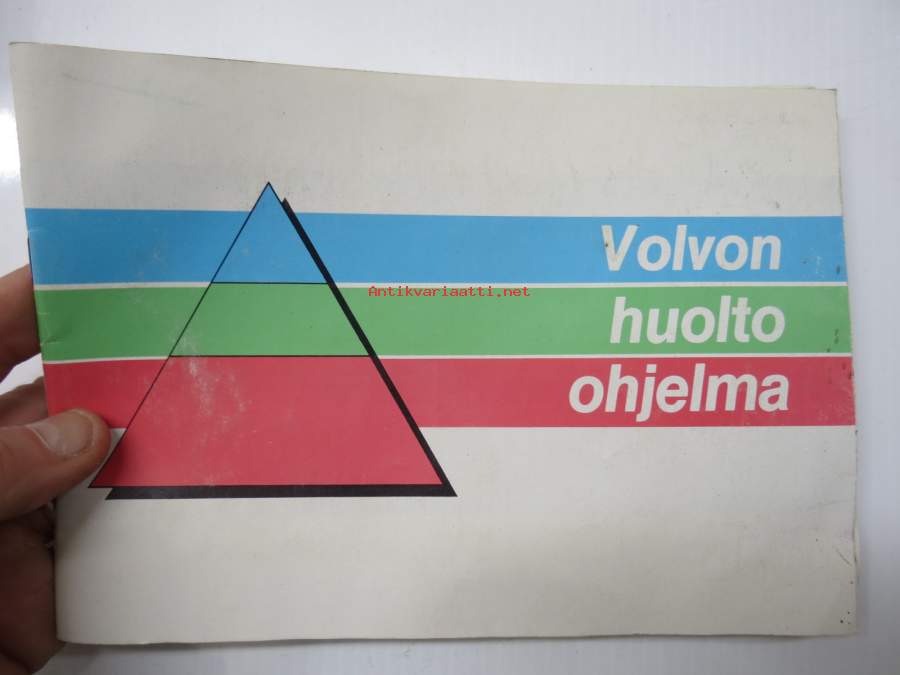 Volvon
Antikvariaatti.net
huolto
ohjelma